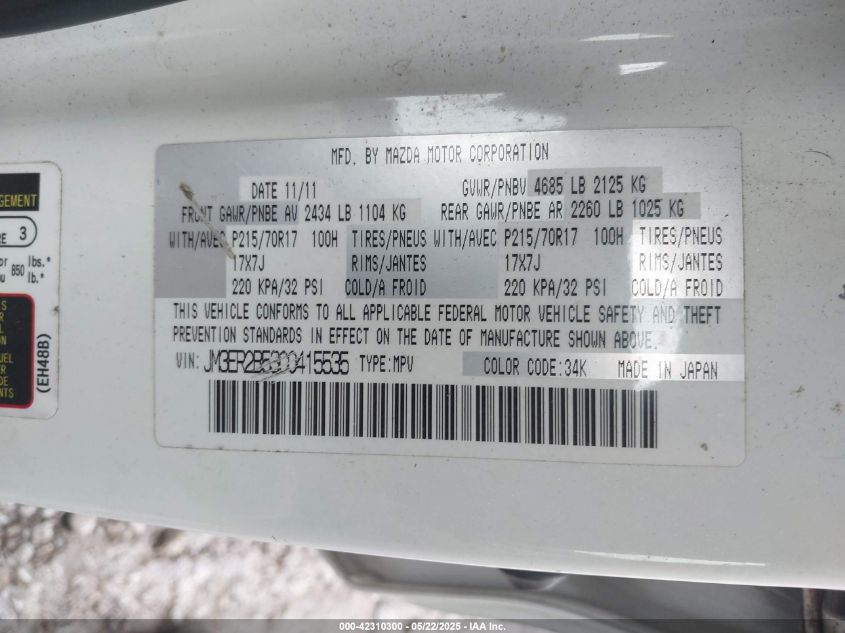 GEMENT
3
850 lbs.*
lb.*
(EH48B)
MFD. BY MAZDA MOTOR CORPORATION
DATE 11/11 GVWR/PNBV 4685 LB 2125 KG
FRONT GAWR/PNBE AV 2434 LB 1104 KG REAR GAWR/PNBE AR 2260 LB 1025 KG
WITH/AVEC P215/70R17 100H TIRES/PNEUS WITH/AVEC P215/70R17 100H TIRES/PNEUS
17X7J RIMS/JANTES 17X7J RIMS/JANTES
220 KPA/32 PSI COLD/A FROID 220 KPA/32 PSI COLD/A FROID
THIS VEHICLE CONFORMS TO ALL APPLICABLE FEDERAL MOTOR VEHICLE SAFETY AND THEFT
PREVENTION STANDARDS IN EFFECT ON THE DATE OF MANUFACTURE SHOWN ABOVE.
VIN: JM3ER2B53C0415535 TYPE:MPV COLOR CODE:34K MADE IN JAPAN
000-42310300 - 05/22/2025 - IAA Inc.